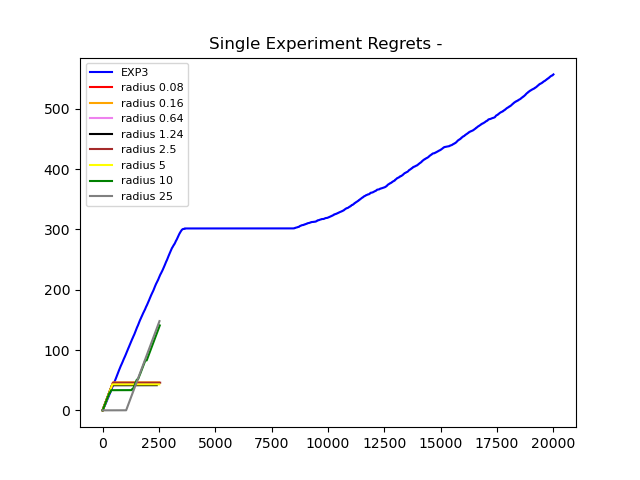 Single Experiment Regrets -
EXP3
radius 0.08
radius 0.16
radius 0.64
radius 1.24
radius 2.5
radius 5
radius 10
radius 25
500
400
300
200
100
0
0 2500 5000 7500 10000 12500 15000 17500 20000